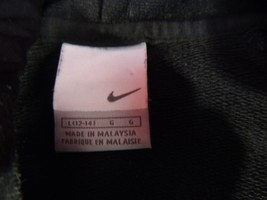 L (12-14) G G
MADE IN MALAYSIA
FABRIQUE EN MALAISIE